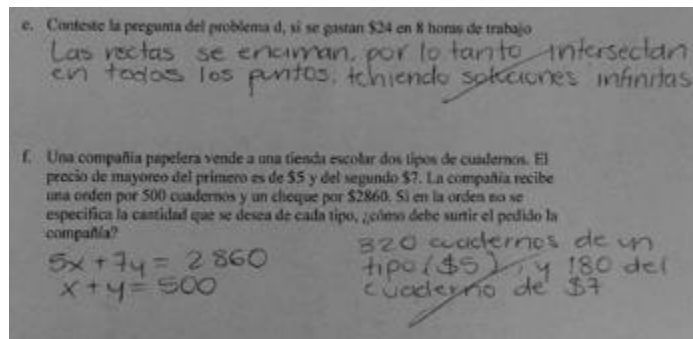 e. Conteste la pregunta del problema d, si se gastan $24 en 8 horas de trabajo
Las rectas se enciman, por lo tanto intersectan
en todos los puntos, teniendo soluciones infinitas
f. Una compañía papelera vende a una tienda escolar dos tipos de cuadernos. El
precio de mayoreo del primero es de $5 y del segundo $7. La compañía recibe
una orden por 500 cuadernos y un cheque por $2860. Si en la orden no se
especifica la cantidad que se desea de cada tipo, ¿cómo debe surtir el pedido la
compañía?
5x + 7y = 2860
x + y = 500
320 cuadernos de un
tipo ($5), y 180 del
cuaderno de $7